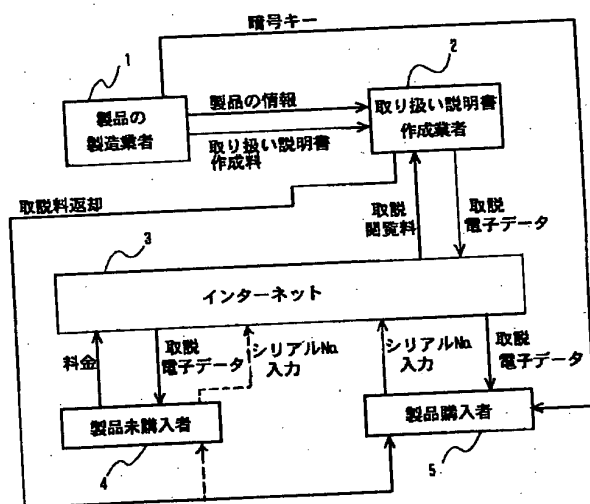 暗号キー
1
2
製品の
製造業者
製品の情報
取り扱い説明書
作成料
取り扱い説明書
作成業者
取説料返却
取説
閲覧料
取説
電子データ
3
インターネット
料金
取説
電子データ
シリアルNo.
入力
シリアルNo.
入力
取説
電子データ
製品未購入者
製品購入者
4
5